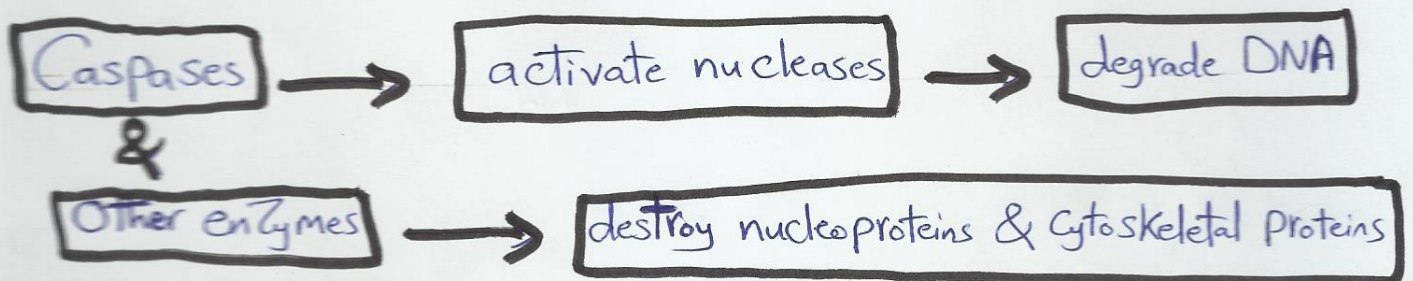 Caspases activate nucleases degrade DNA
&
Other enzymes destroy nucleoproteins & Cytoskeletal Proteins